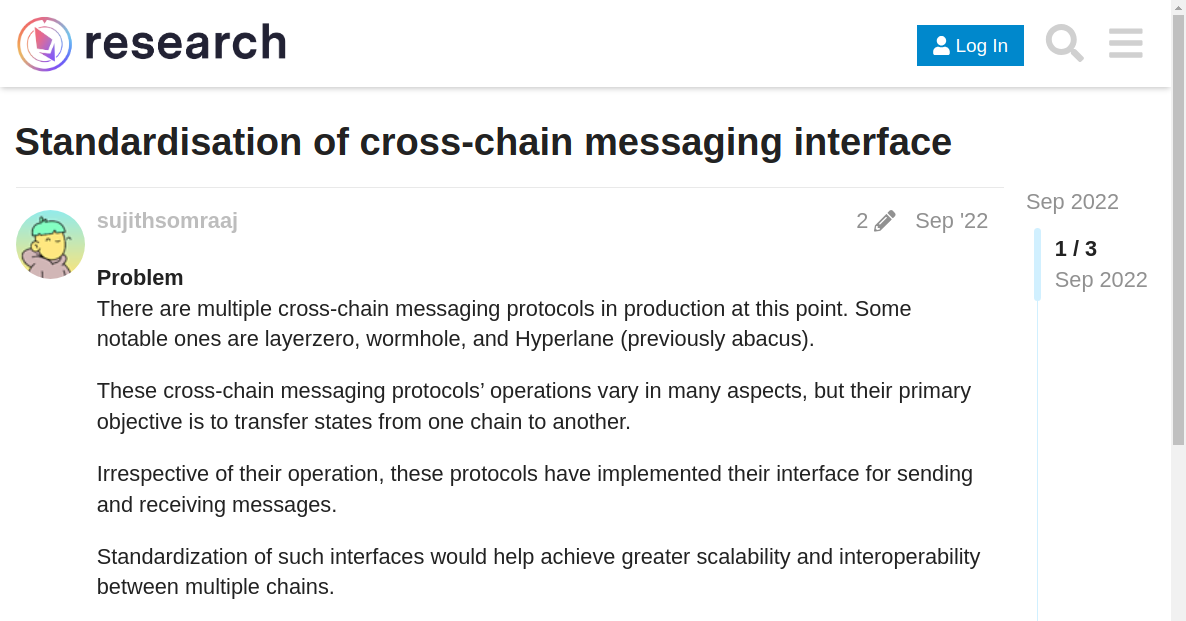 research
Log In
Standardisation of cross-chain messaging interface
sujithsomraaj
2
Sep '22
Sep 2022
1 / 3
Sep 2022
Problem
There are multiple cross-chain messaging protocols in production at this point. Some
notable ones are layerzero, wormhole, and Hyperlane (previously abacus).
These cross-chain messaging protocols’ operations vary in many aspects, but their primary
objective is to transfer states from one chain to another.
Irrespective of their operation, these protocols have implemented their interface for sending
and receiving messages.
Standardization of such interfaces would help achieve greater scalability and interoperability
between multiple chains.